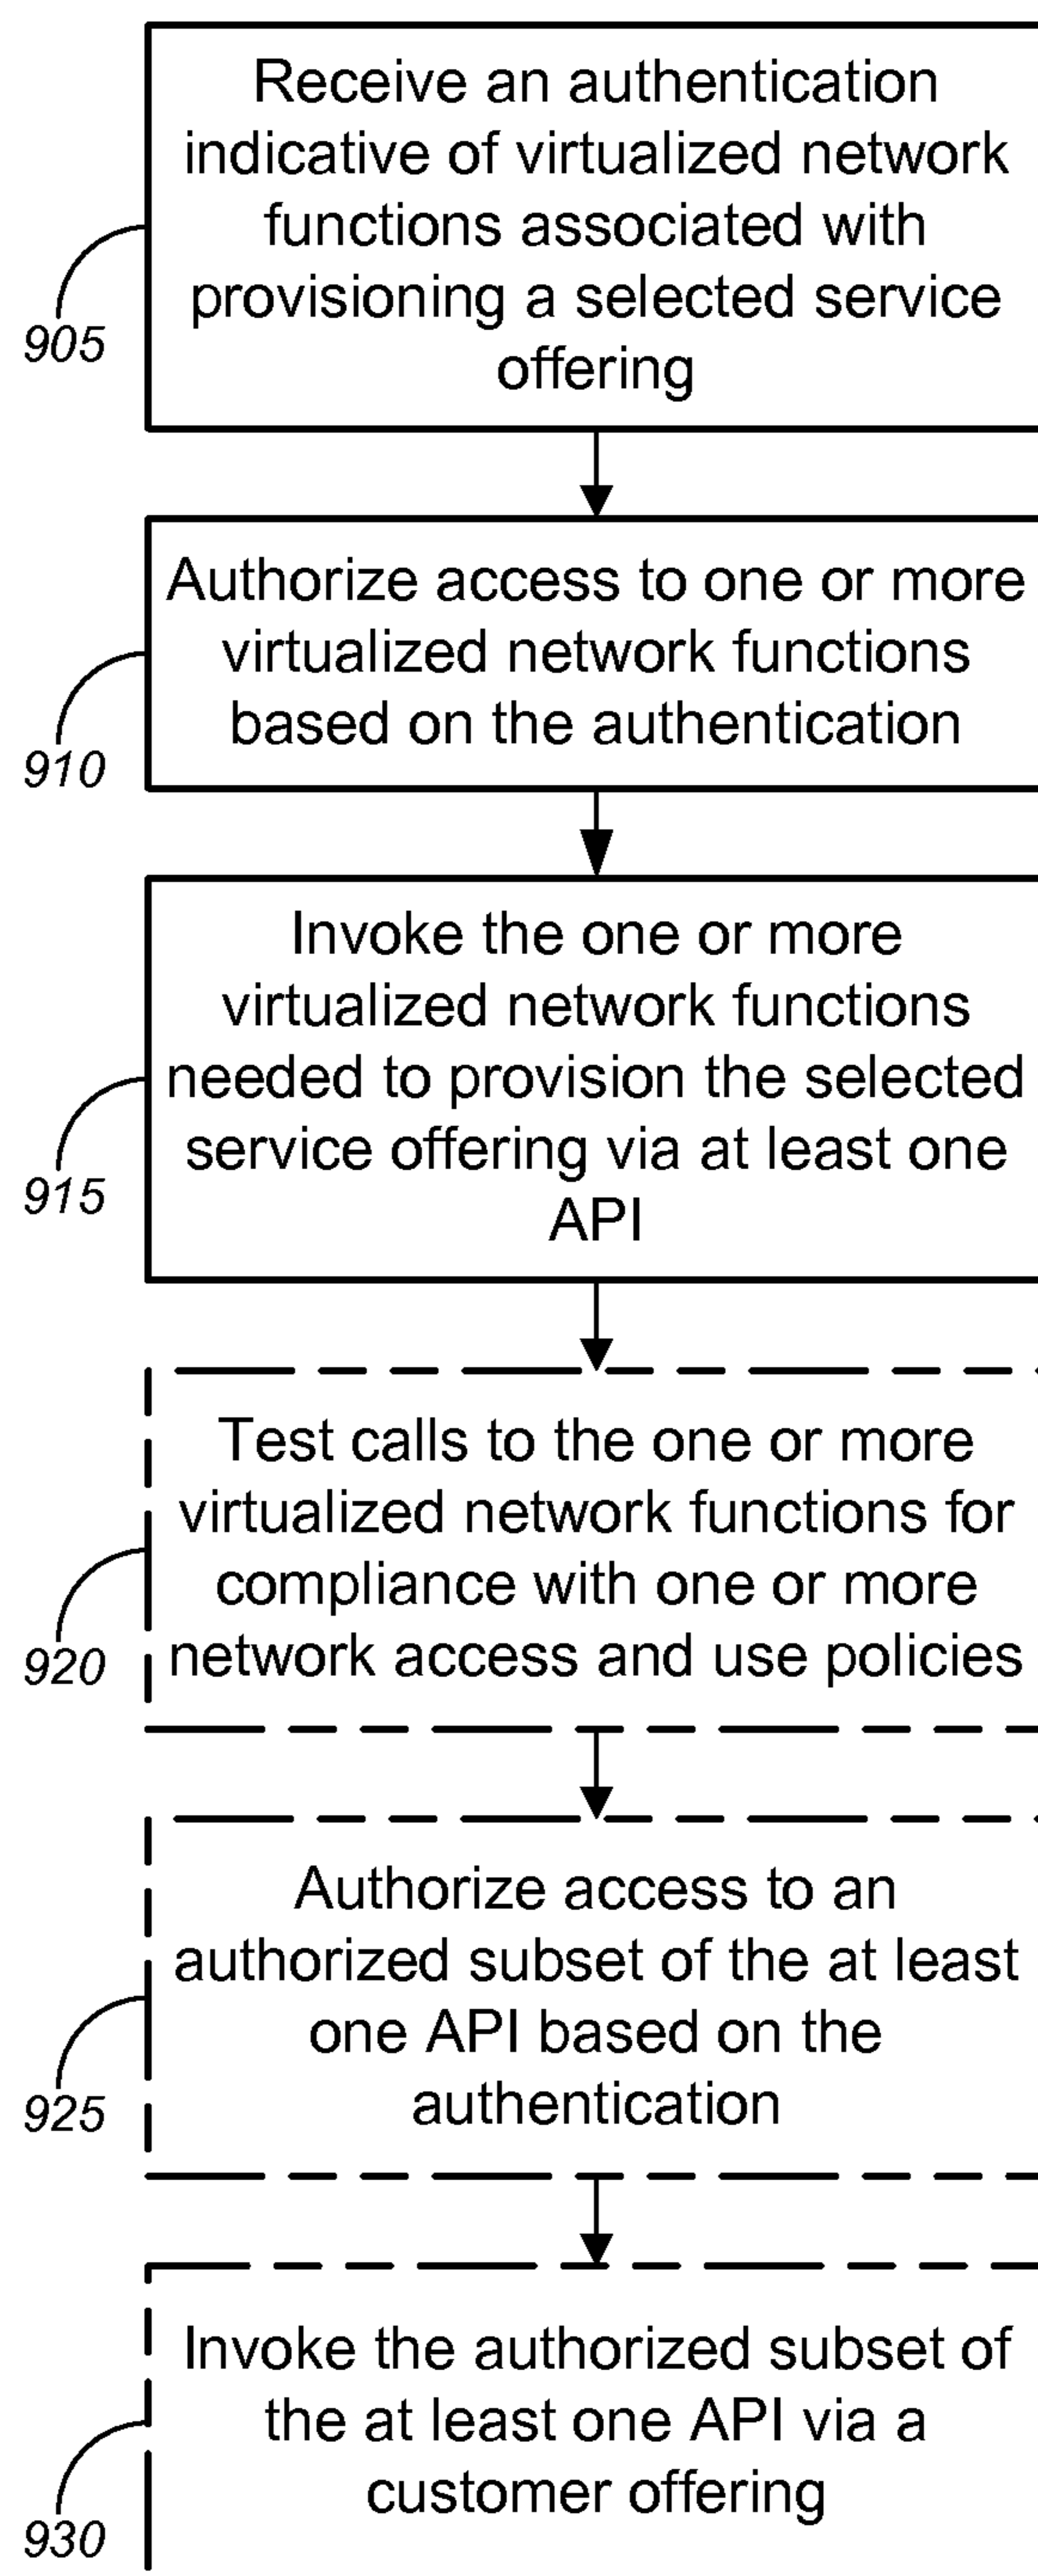 Receive an authentication
indicative of virtualized network
functions associated with
provisioning a selected service
offering
905
Authorize access to one or more
virtualized network functions
based on the authentication
910
Invoke the one or more
virtualized network functions
needed to provision the selected
service offering via at least one
API
915
Test calls to the one or more
virtualized network functions for
compliance with one or more
network access and use policies
920
Authorize access to an
authorized subset of the at least
one API based on the
authentication
925
Invoke the authorized subset of
the at least one API via a
customer offering
930